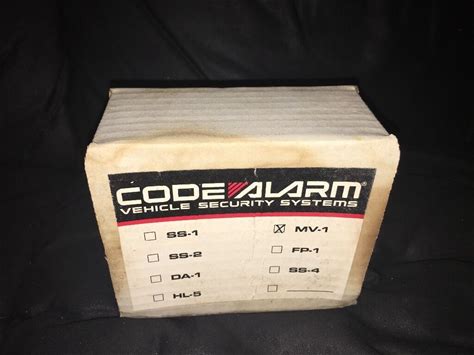 CODE ALARM®
VEHICLE SECURITY SYSTEMS
☐ SS-1
☐ SS-2
☐ DA-1
☐ HL-5
☒ MV-1
☐ FP-1
☐ SS-4
☐ ______